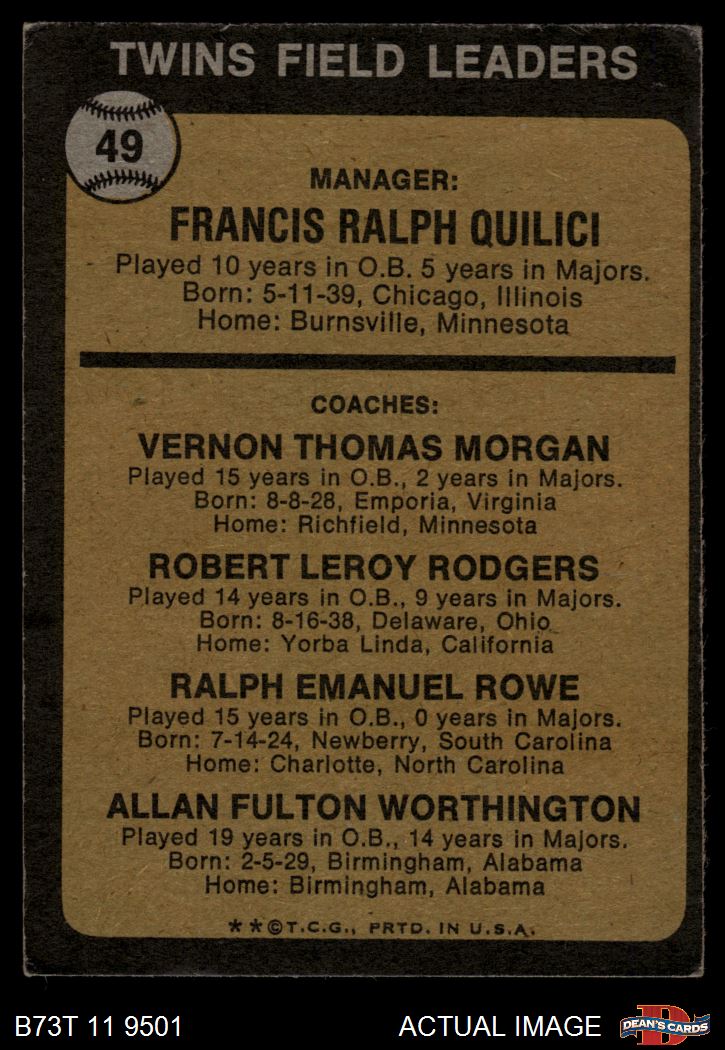 TWINS FIELD LEADERS
49
MANAGER:
FRANCIS RALPH QUILICI
Played 10 years in O.B. 5 years in Majors.
Born: 5-11-39, Chicago, Illinois
Home: Burnsville, Minnesota
COACHES:
VERNON THOMAS MORGAN
Played 15 years in O.B., 2 years in Majors.
Born: 8-8-28, Emporia, Virginia
Home: Richfield, Minnesota
ROBERT LEROY RODGERS
Played 14 years in O.B., 9 years in Majors.
Born: 8-16-38, Delaware, Ohio
Home: Yorba Linda, California
RALPH EMANUEL ROWE
Played 15 years in O.B., 0 years in Majors.
Born: 7-14-24, Newberry, South Carolina
Home: Charlotte, North Carolina
ALLAN FULTON WORTHINGTON
Played 19 years in O.B., 14 years in Majors.
Born: 2-5-29, Birmingham, Alabama
Home: Birmingham, Alabama
**©T.C.G., PRTD. IN U.S.A.
B73T 11 9501 ACTUAL IMAGE
D
DEAN'S CARDS